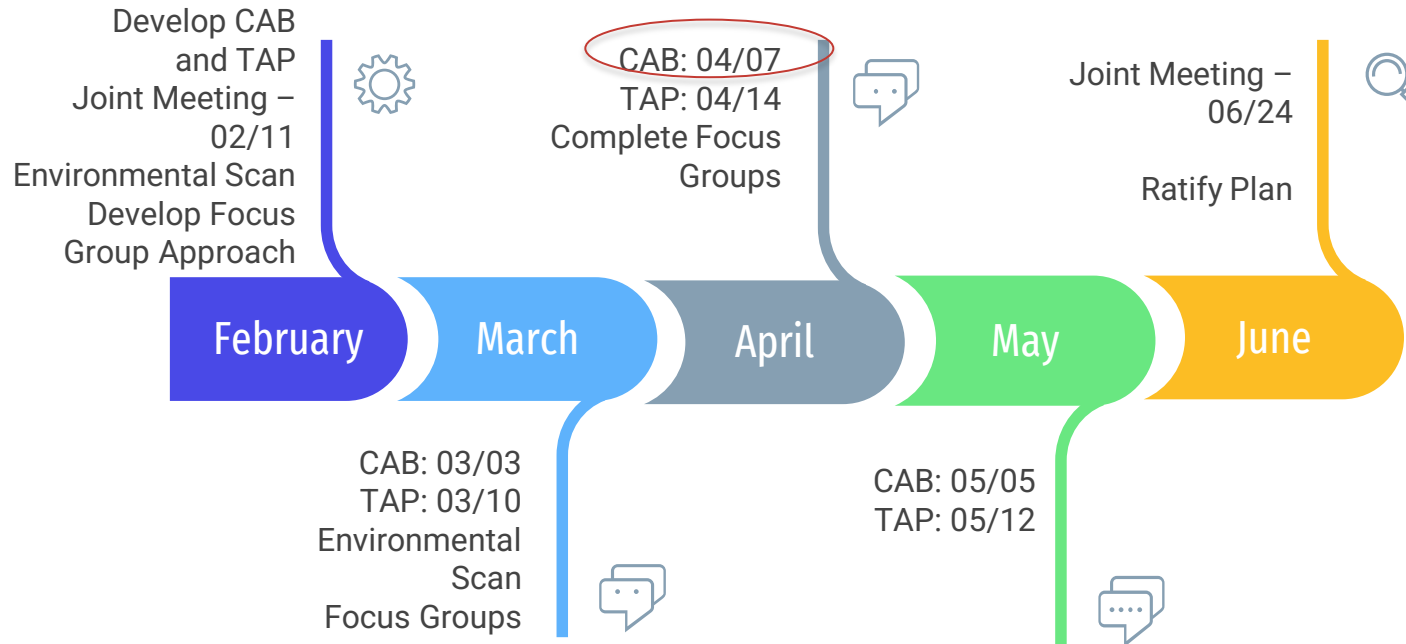 Develop CAB
and TAP
Joint Meeting –
02/11
Environmental Scan
Develop Focus
Group Approach
CAB: 04/07
TAP: 04/14
Complete Focus
Groups
Joint Meeting –
06/24
Ratify Plan
February
March
April
May
June
CAB: 03/03
TAP: 03/10
Environmental
Scan
Focus Groups
CAB: 05/05
TAP: 05/12